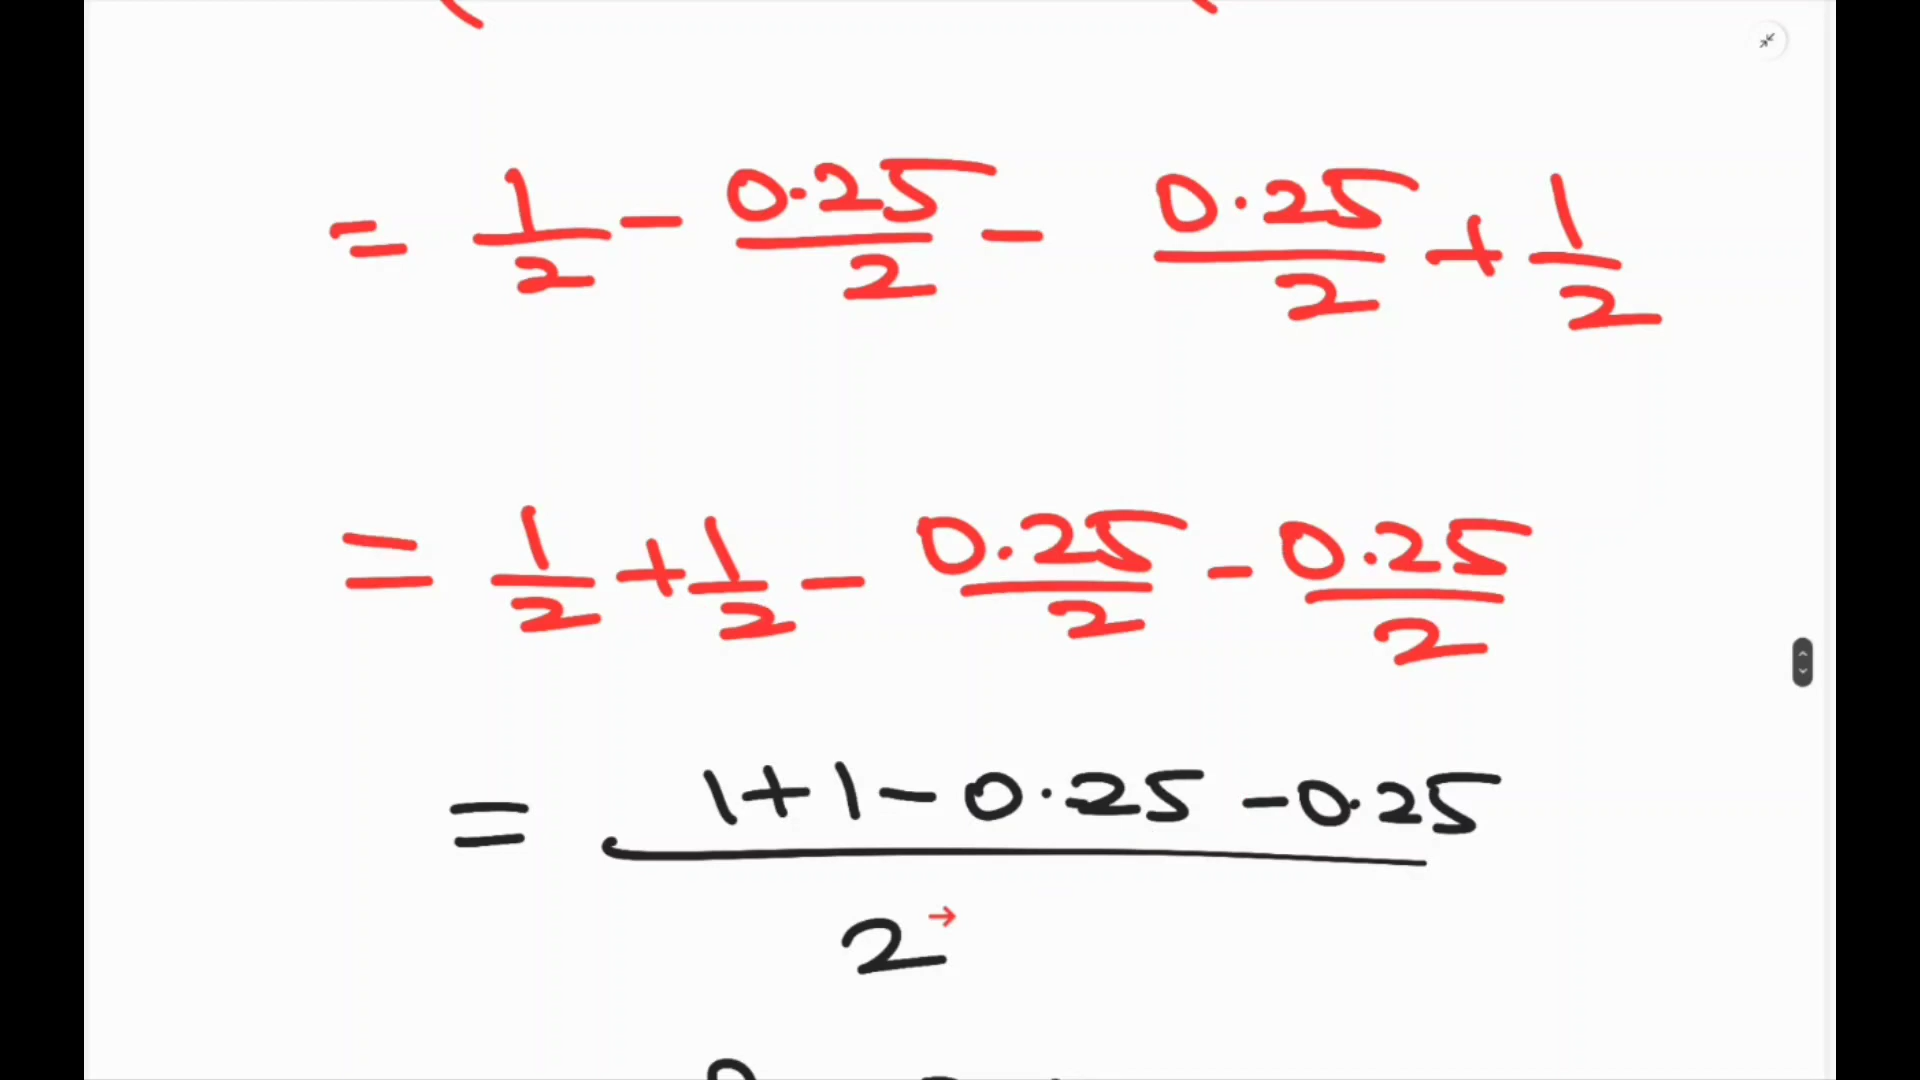 = 1/2 - 0.25/2 - 0.25/2 + 1/2
= 1/2 + 1/2 - 0.25/2 - 0.25/2
= (1+1-0.25-0.25)/2